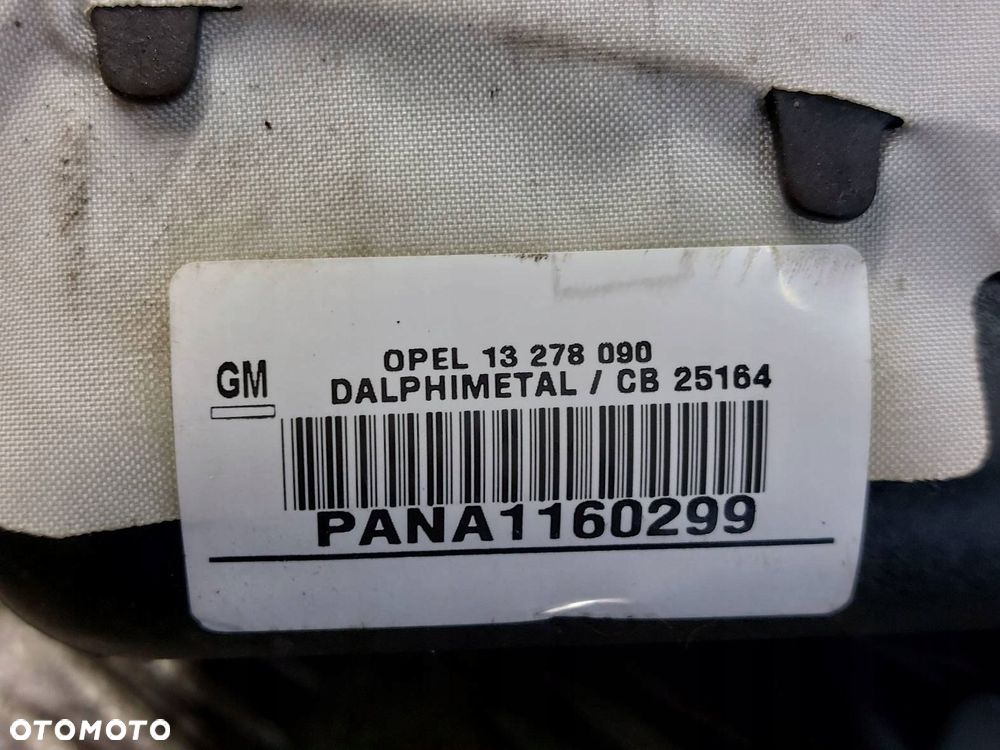 GM
OPEL 13 278 090
DALPHIMETAL / CB 25164
PANA1160299
OTOMOTO